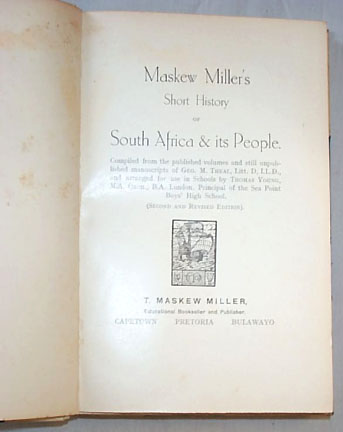 Maskew Miller's
Short History
OF
South Africa & its People.
Compiled from the published volumes and still unpub-
lished manuscripts of Geo. M. Theal, Litt. D., LL.D.,
and arranged for use in Schools by Thomas Young,
M.A. B.A. London, Principal of the Sea Point
Boys' High School.
(Second and Revised Edition).
T. MASKEW MILLER,
Educational Bookseller and Publisher.
CAPETOWN PRETORIA BULAWAYO